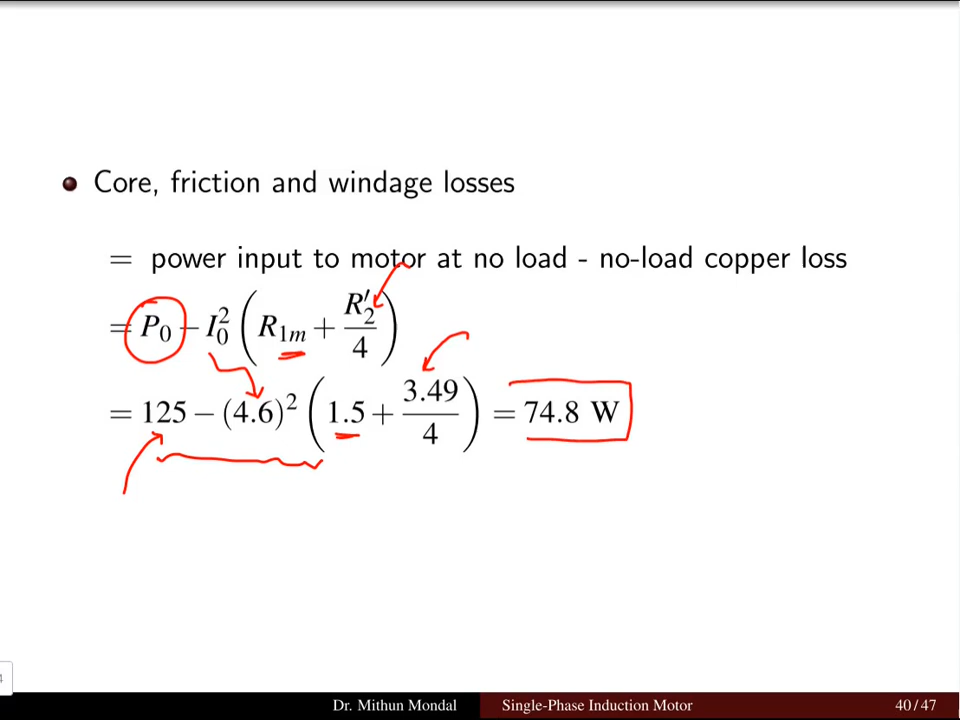 Core, friction and windage losses
= power input to motor at no load - no-load copper loss
= P₀ − I₀² (R₁ₘ + R₂′/4)
= 125 − (4.6)² (1.5 + 3.49/4) = 74.8 W
4
Dr. Mithun Mondal Single-Phase Induction Motor 40/47